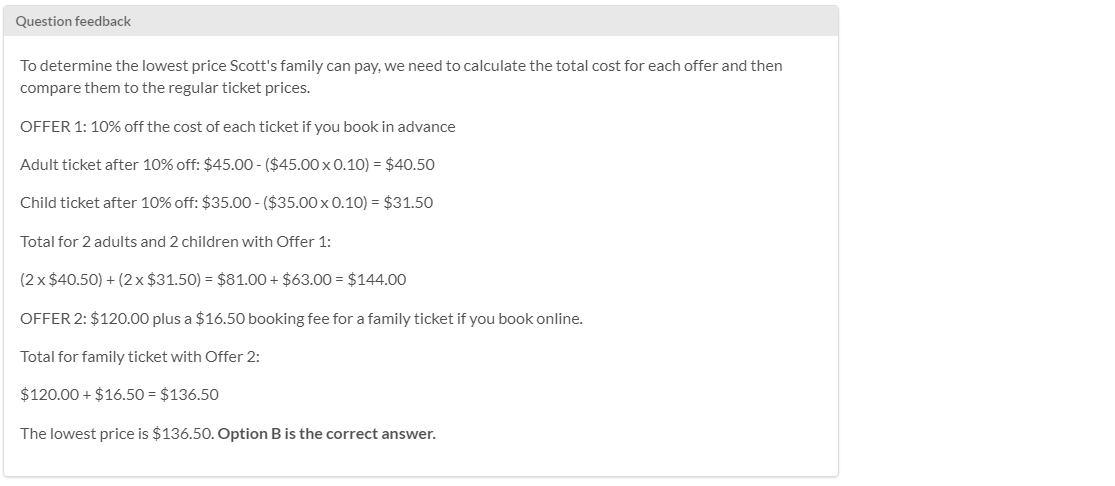 Question feedback
To determine the lowest price Scott's family can pay, we need to calculate the total cost for each offer and then
compare them to the regular ticket prices.
OFFER 1: 10% off the cost of each ticket if you book in advance
Adult ticket after 10% off: $45.00 - ($45.00 x 0.10) = $40.50
Child ticket after 10% off: $35.00 - ($35.00 x 0.10) = $31.50
Total for 2 adults and 2 children with Offer 1:
(2 x $40.50) + (2 x $31.50) = $81.00 + $63.00 = $144.00
OFFER 2: $120.00 plus a $16.50 booking fee for a family ticket if you book online.
Total for family ticket with Offer 2:
$120.00 + $16.50 = $136.50
The lowest price is $136.50. Option B is the correct answer.